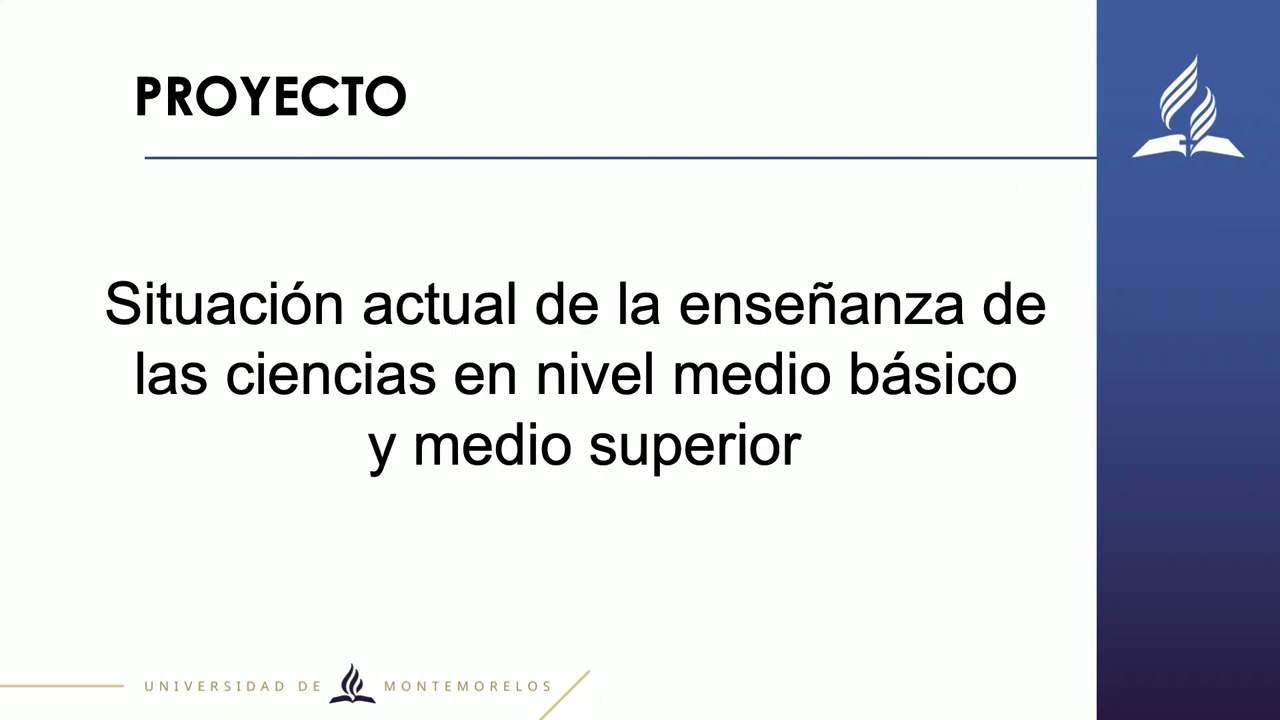 PROYECTO
Situación actual de la enseñanza de
las ciencias en nivel medio básico
y medio superior
UNIVERSIDAD DE MONTEMORELOS